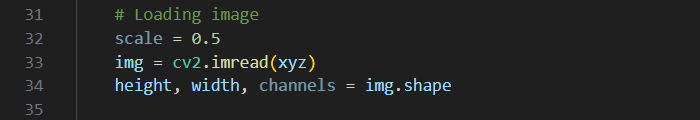 31 # Loading image
32 scale = 0.5
33 img = cv2.imread(xyz)
34 height, width, channels = img.shape
35